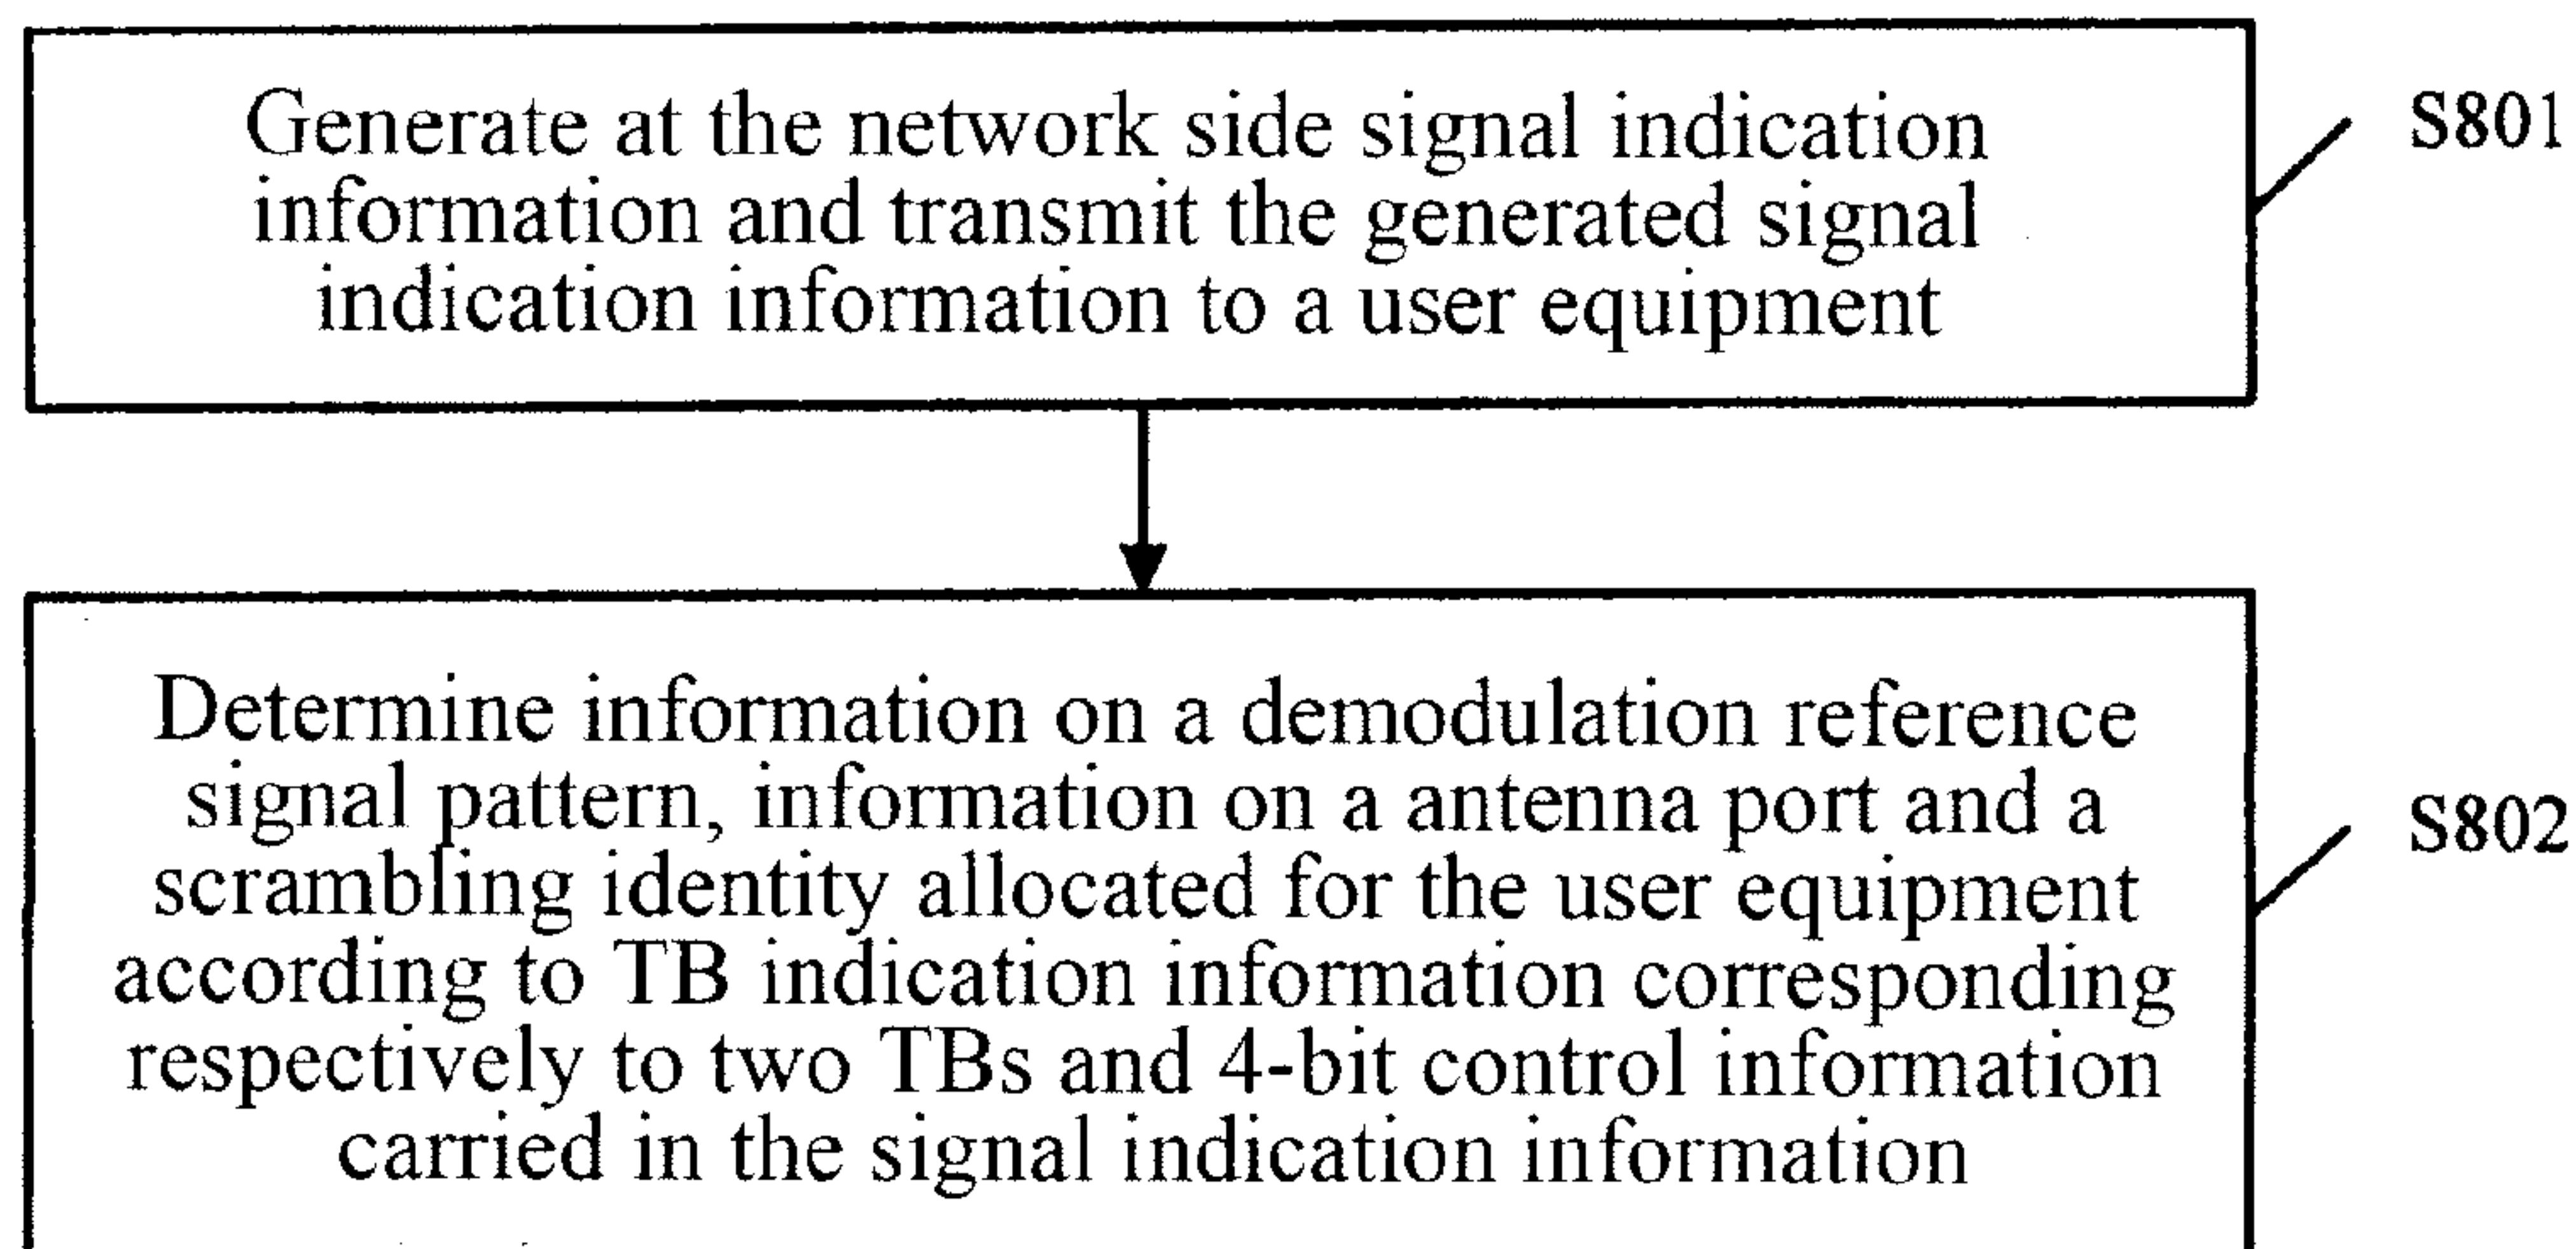 Generate at the network side signal indication
information and transmit the generated signal
indication information to a user equipment
S801
Determine information on a demodulation reference
signal pattern, information on a antenna port and a
scrambling identity allocated for the user equipment
according to TB indication information corresponding
respectively to two TBs and 4-bit control information
carried in the signal indication information
S802